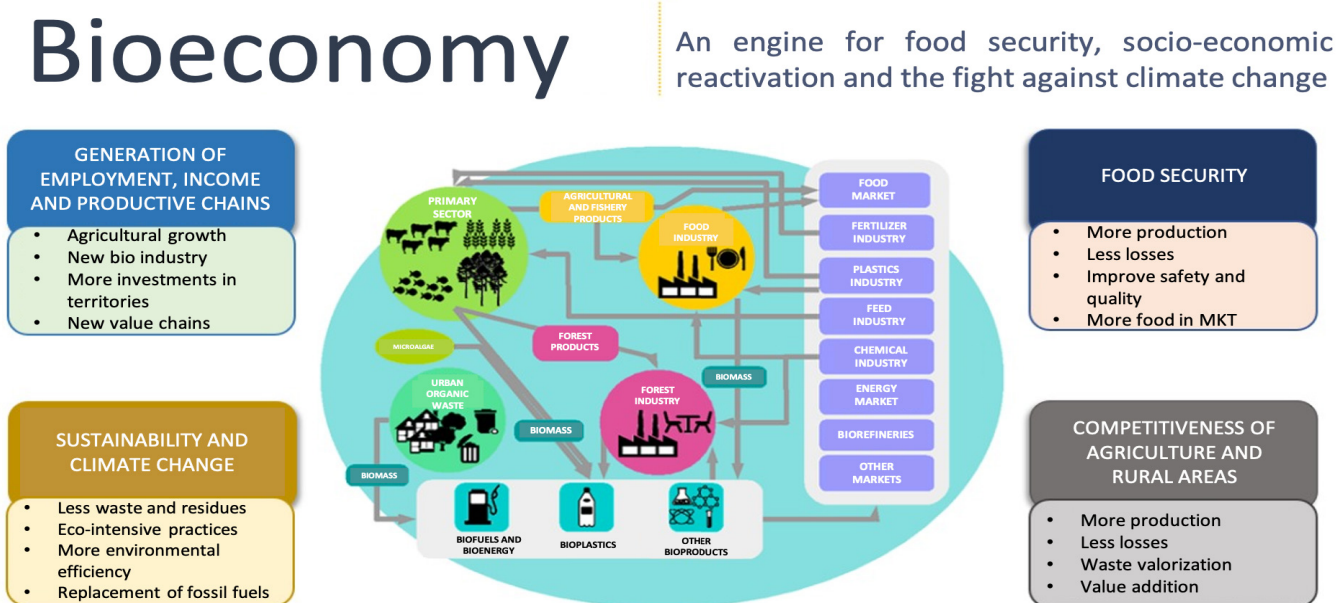 Bioeconomy
An engine for food security, socio-economic
reactivation and the fight against climate change
GENERATION OF
EMPLOYMENT, INCOME
AND PRODUCTIVE CHAINS
• Agricultural growth
• New bio industry
• More investments in
territories
• New value chains
SUSTAINABILITY AND
CLIMATE CHANGE
• Less waste and residues
• Eco-intensive practices
• More environmental
efficiency
• Replacement of fossil fuels
PRIMARY
SECTOR
AGRICULTURAL
AND FISHERY
PRODUCTS
FOOD
INDUSTRY
MICROALGAE
FOREST
PRODUCTS
URBAN
ORGANIC
WASTE
FOREST
INDUSTRY
BIOMASS
BIOMASS
BIOMASS
BIOFUELS AND
BIOENERGY
BIOPLASTICS
OTHER
BIOPRODUCTS
FOOD
MARKET
FERTILIZER
INDUSTRY
PLASTICS
INDUSTRY
FEED
INDUSTRY
CHEMICAL
INDUSTRY
ENERGY
MARKET
BIOREFINERIES
OTHER
MARKETS
FOOD SECURITY
• More production
• Less losses
• Improve safety and
quality
• More food in MKT
COMPETITIVENESS OF
AGRICULTURE AND
RURAL AREAS
• More production
• Less losses
• Waste valorization
• Value addition